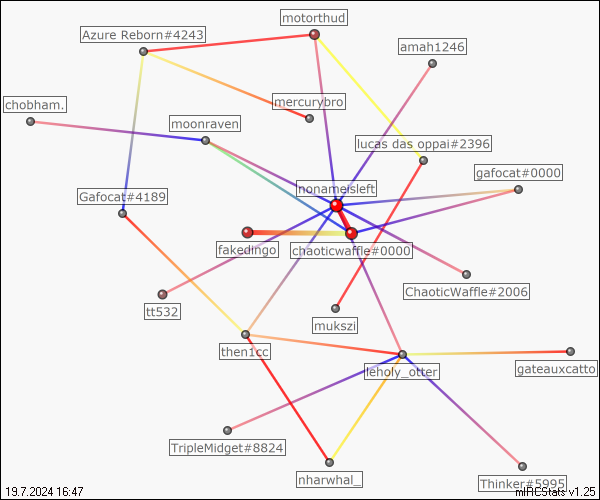 motorthud
Azure Reborn#4243
amah1246
mercurybro
chobham.
moonraven
lucas das oppai#2396
gafocat#0000
nonameisleft
Gafocat#4189
fakedingo
chaoticwaffle#0000
ChaoticWaffle#2006
tt532
mukszi
then1cc
leholy_otter
gateauxcatto
TripleMidget#8824
nharwhal_
Thinker#5995
19.7.2024 16:47
mIRCStats v1.25